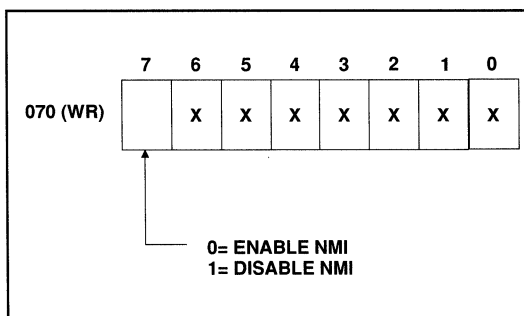 7 6 5 4 3 2 1 0
070 (WR) X X X X X X X
0= ENABLE NMI
1= DISABLE NMI